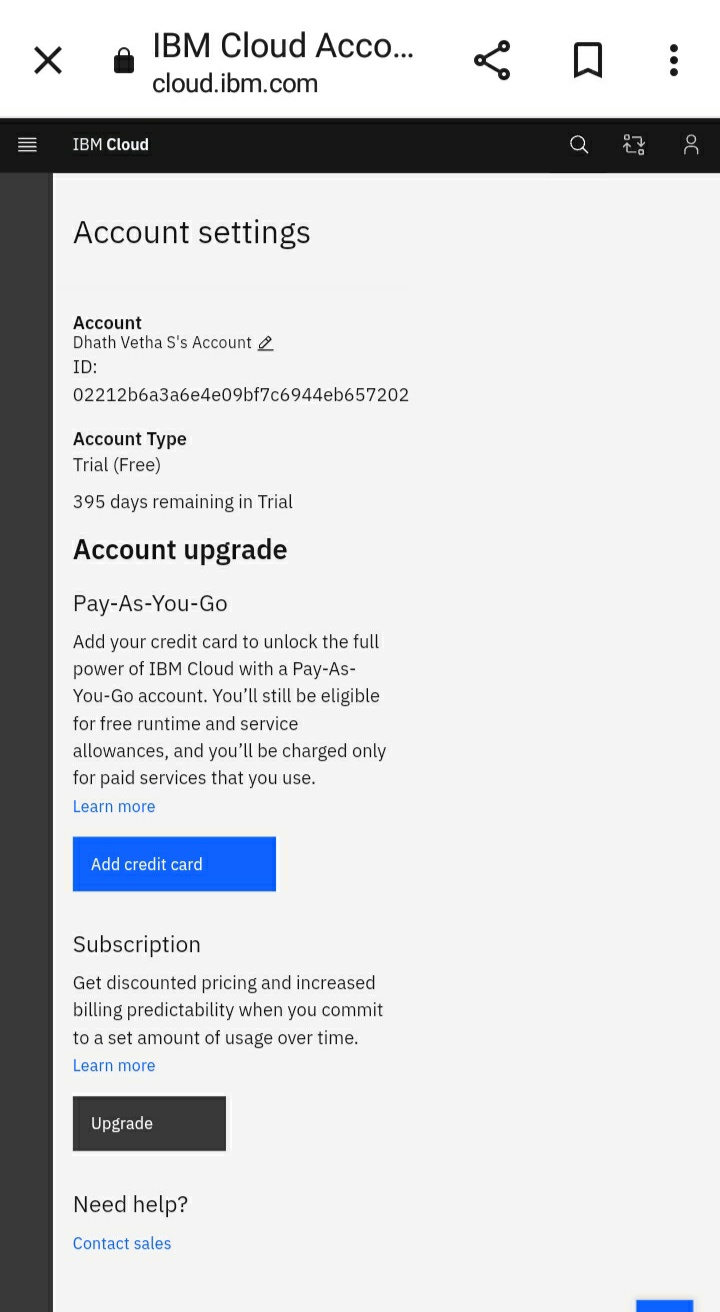 IBM Cloud Acco...
cloud.ibm.com
IBM Cloud
Account settings
Account
Dhath Vetha S's Account
ID:
02212b6a3a6e4e09bf7c6944eb657202
Account Type
Trial (Free)
395 days remaining in Trial
Account upgrade
Pay-As-You-Go
Add your credit card to unlock the full
power of IBM Cloud with a Pay-As-
You-Go account. You’ll still be eligible
for free runtime and service
allowances, and you’ll be charged only
for paid services that you use.
Learn more
Add credit card
Subscription
Get discounted pricing and increased
billing predictability when you commit
to a set amount of usage over time.
Learn more
Upgrade
Need help?
Contact sales